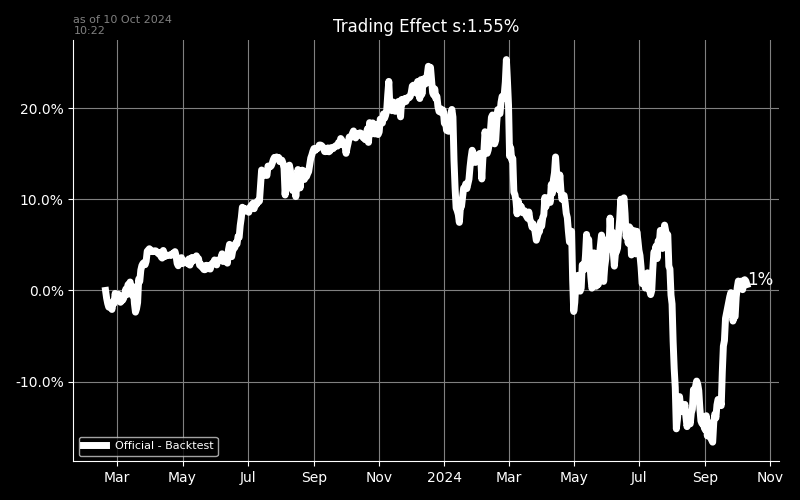 as of 10 Oct 2024
10:22
Trading Effect s:1.55%
20.0%
10.0%
0.0%
-10.0%
1%
Official - Backtest
Mar May Jul Sep Nov 2024 Mar May Jul Sep Nov